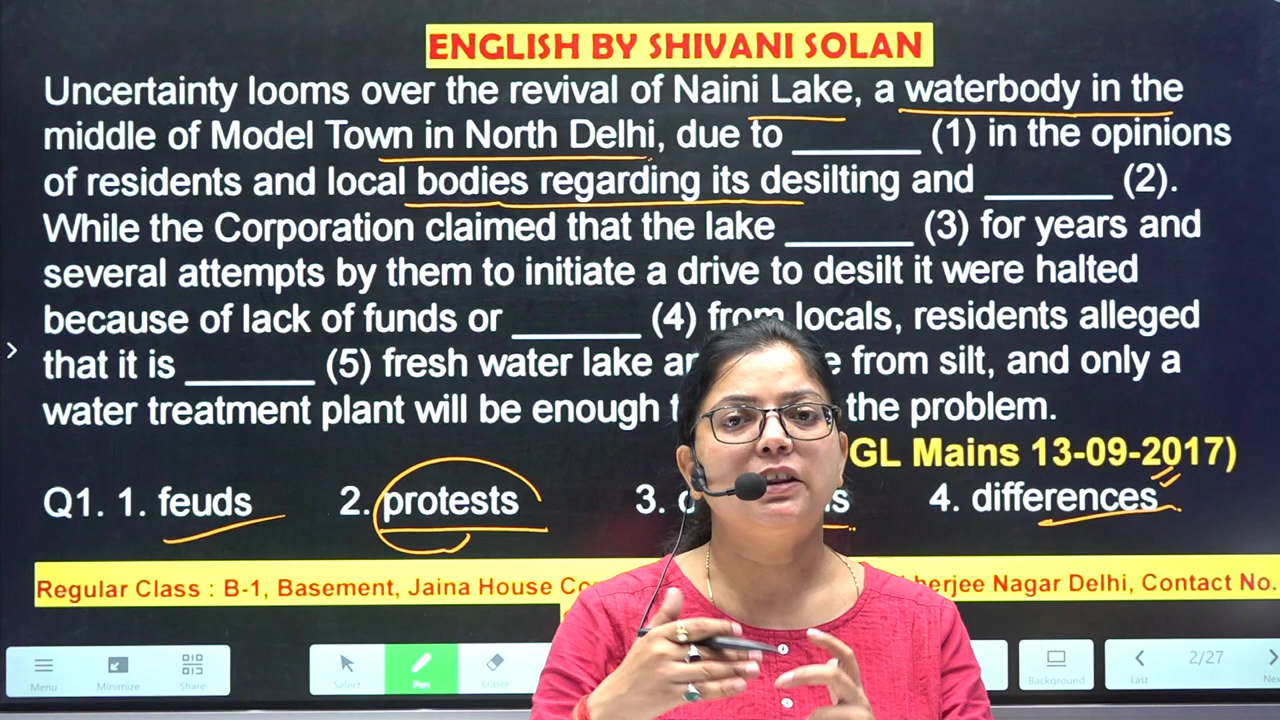 ENGLISH BY SHIVANI SOLAN
Uncertainty looms over the revival of Naini Lake, a waterbody in the
middle of Model Town in North Delhi, due to ________ (1) in the opinions
of residents and local bodies regarding its desilting and ________ (2).
While the Corporation claimed that the lake ________ (3) for years and
several attempts by them to initiate a drive to desilt it were halted
because of lack of funds or ________ (4) from locals, residents alleged
that it is ________ (5) fresh water lake from silt, and only a
water treatment plant will be enough the problem.
GL Mains 13-09-2017)
Q1. 1. feuds 2. protests 3. 4. differences
Regular Class : B-1, Basement, Jaina House Nagar Delhi, Contact No.
Menu Minimize Share Select Pen Eraser Background Last 2/27